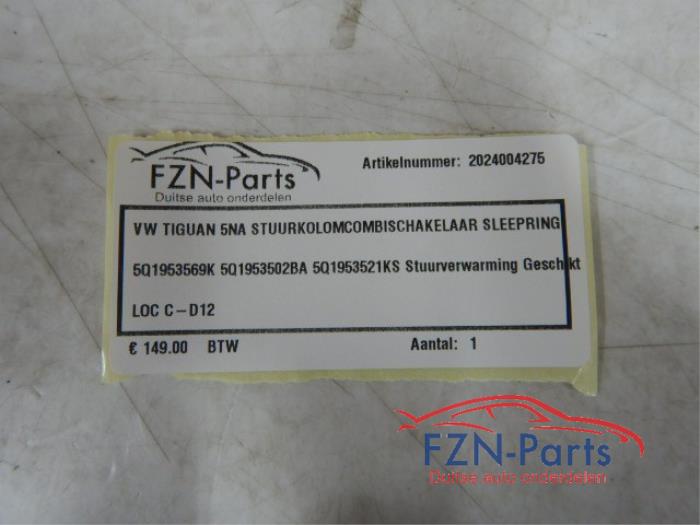 FZN-Parts
Duitse auto onderdelen
Artikelnummer: 2024004275
VW TIGUAN 5NA STUURKOLOMCOMBISCHAKELAAR SLEEPRING
5Q1953569K 5Q1953502BA 5Q1953521KS Stuurverwarming Geschikt
LOC C-D12
€ 149.00 BTW
Aantal: 1
FZN-Parts
Duitse auto onderdelen